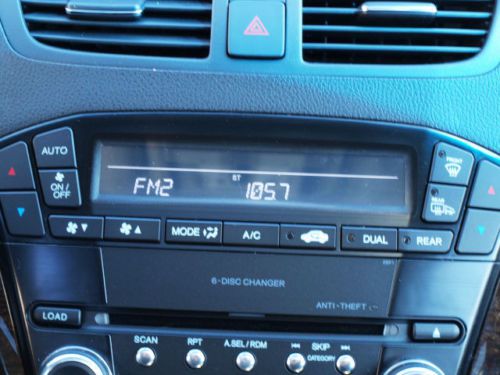 AUTO
ON / OFF
ST
FM2 105.7
FRONT
REAR
MODE A/C DUAL REAR
6-DISC CHANGER
ANTI-THEFT
LOAD
SCAN RPT A.SEL / RDM SKIP
CATEGORY